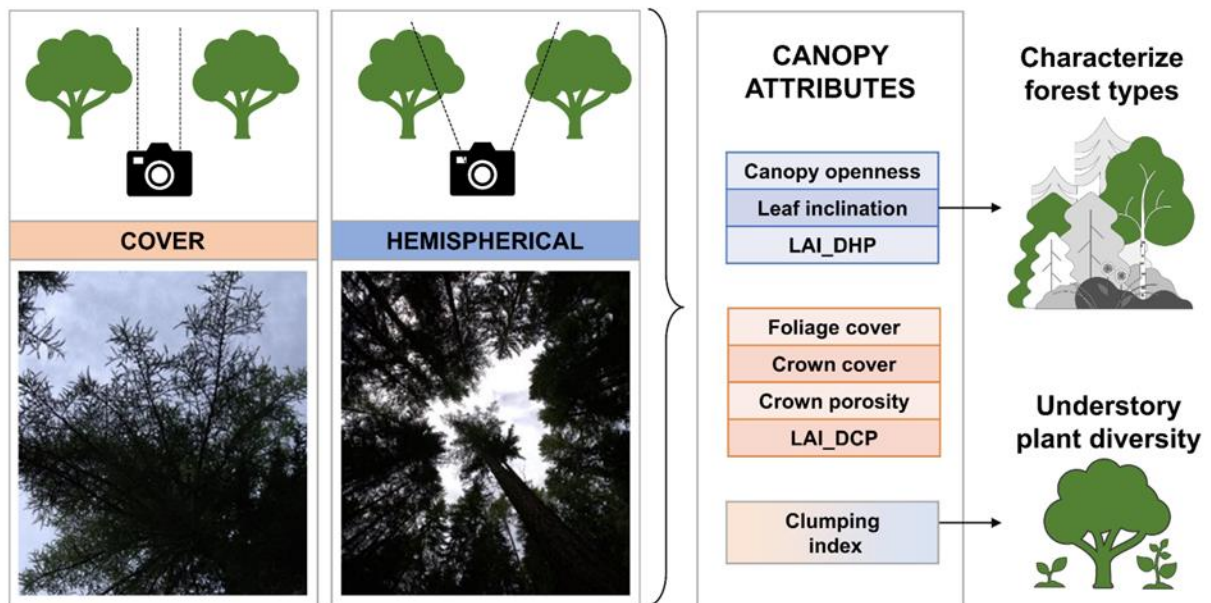 COVER
HEMISPHERICAL
CANOPY
ATTRIBUTES
Canopy openness
Leaf inclination
LAI_DHP
Foliage cover
Crown cover
Crown porosity
LAI_DCP
Clumping
index
Characterize
forest types
Understory
plant diversity